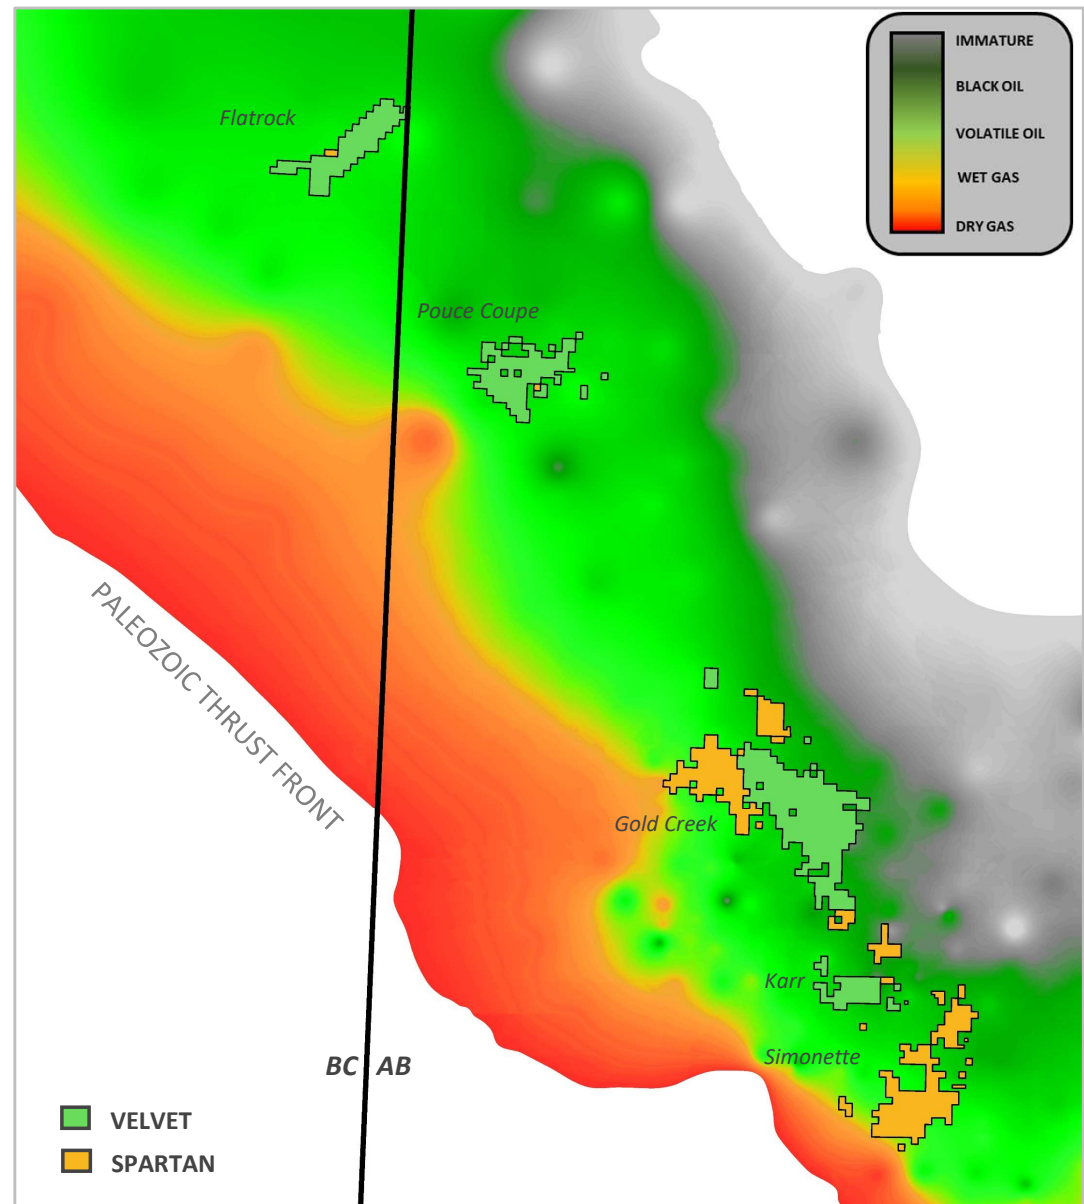 IMMATURE
BLACK OIL
VOLATILE OIL
WET GAS
DRY GAS
Flatrock
Pouce Coupe
PALEOZOIC THRUST FRONT
Gold Creek
Karr
Simonette
BC AB
VELVET
SPARTAN